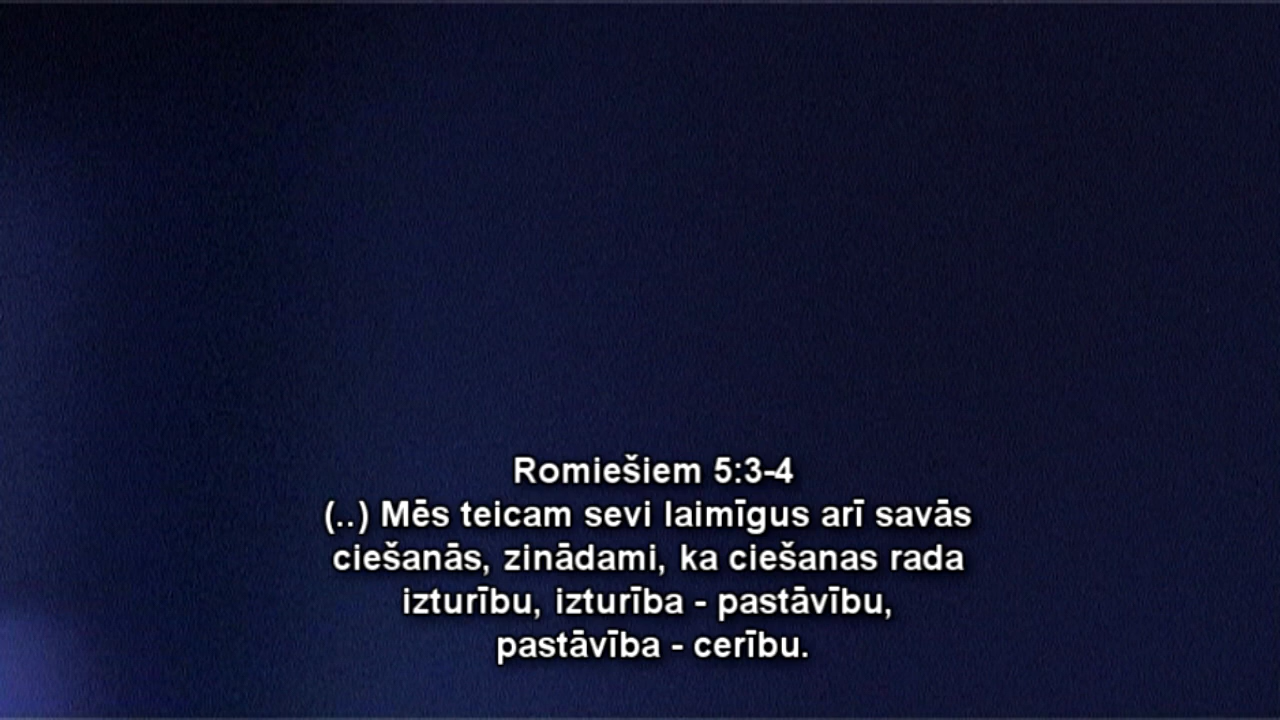 Romiešiem 5:3-4
(..) Mēs teicam sevi laimīgus arī savās
ciešanās, zinādami, ka ciešanas rada
izturību, izturība - pastāvību,
pastāvība - cerību.